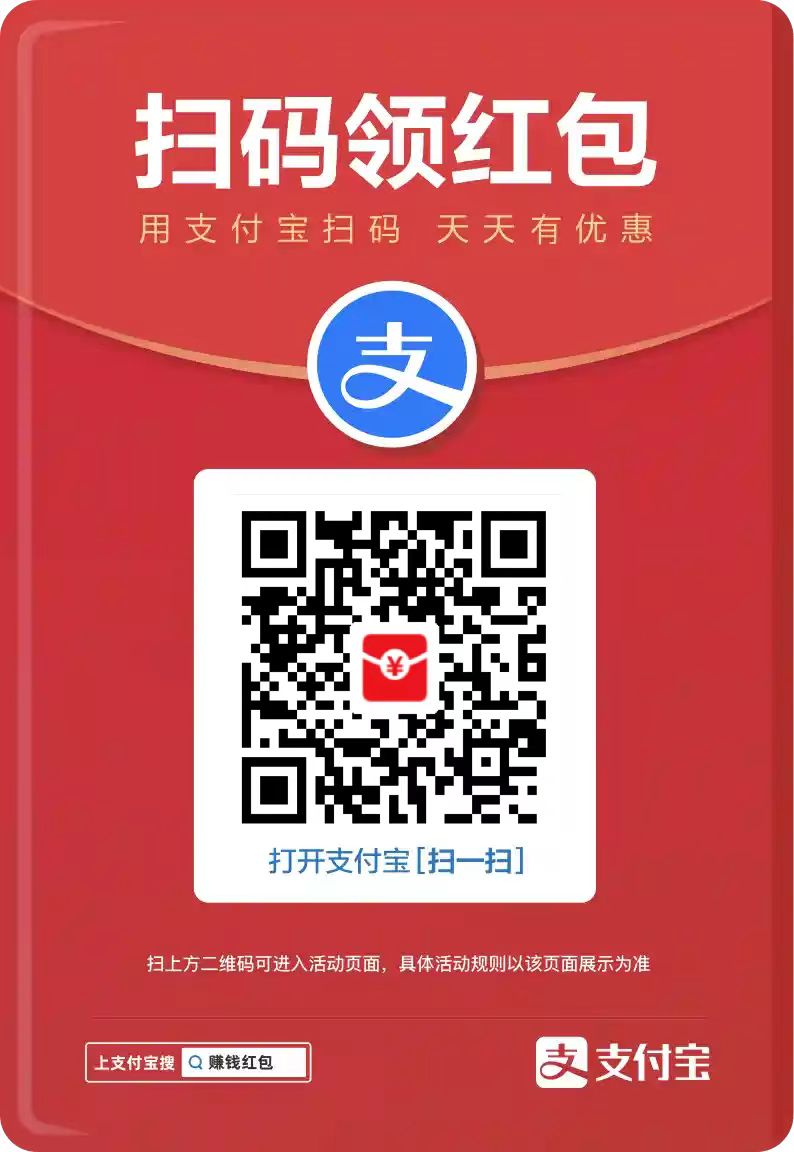 扫码领红包
用支付宝扫码 天天有优惠
支
¥
打开支付宝[扫一扫]
扫上方二维码可进入活动页面，具体活动规则以该页面展示为准
上支付宝搜 赚钱红包
支 支付宝